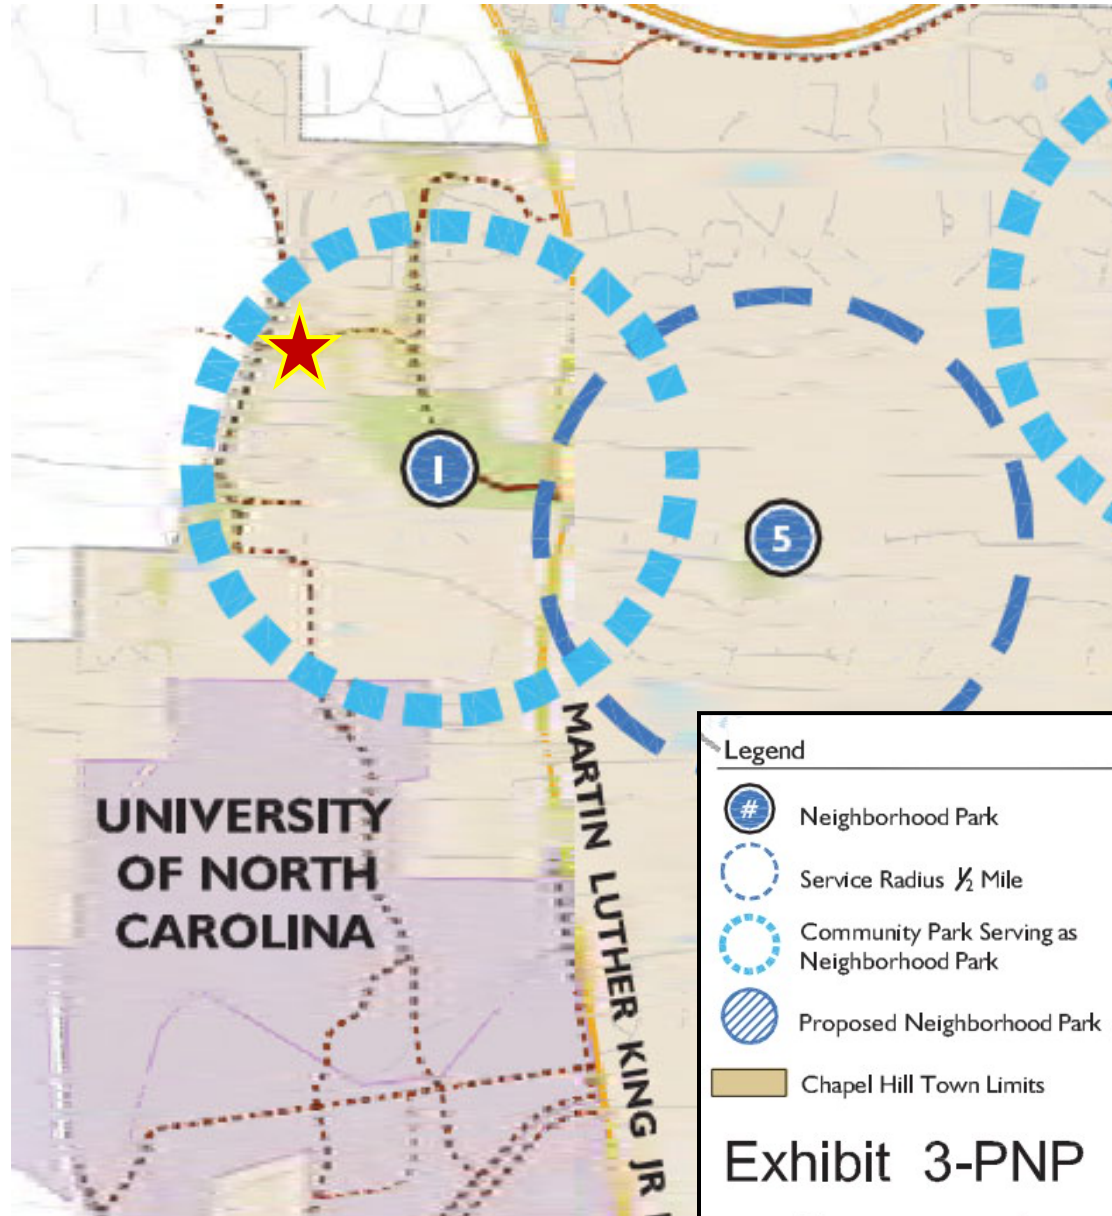 1
5
MARTIN LUTHER KING JR
UNIVERSITY
OF NORTH
CAROLINA
Legend
# Neighborhood Park
Service Radius ½ Mile
Community Park Serving as
Neighborhood Park
Proposed Neighborhood Park
Chapel Hill Town Limits
Exhibit 3-PNP